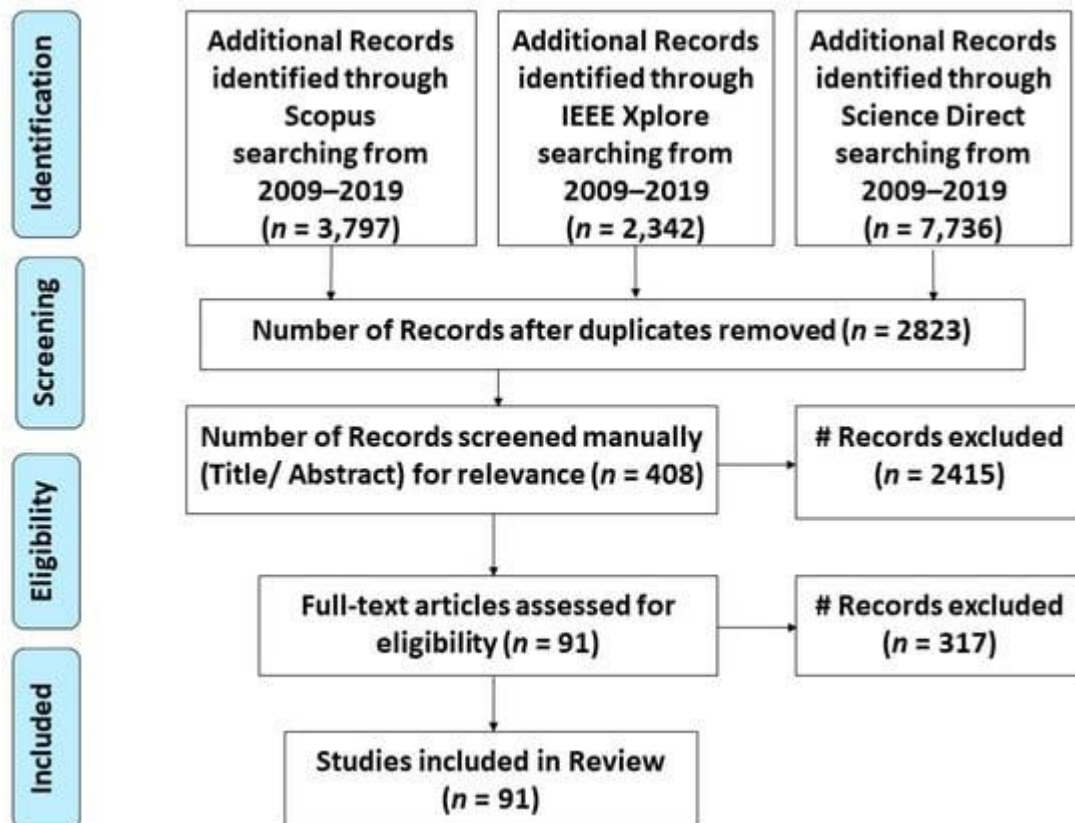 Identification
Additional Records
identified through
Scopus
searching from
2009–2019
(n = 3,797)
Additional Records
identified through
IEEE Xplore
searching from
2009–2019
(n = 2,342)
Additional Records
identified through
Science Direct
searching from
2009–2019
(n = 7,736)
Screening
Number of Records after duplicates removed (n = 2823)
Number of Records screened manually
(Title/ Abstract) for relevance (n = 408)
# Records excluded
(n = 2415)
Eligibility
Full-text articles assessed for
eligibility (n = 91)
# Records excluded
(n = 317)
Included
Studies included in Review
(n = 91)